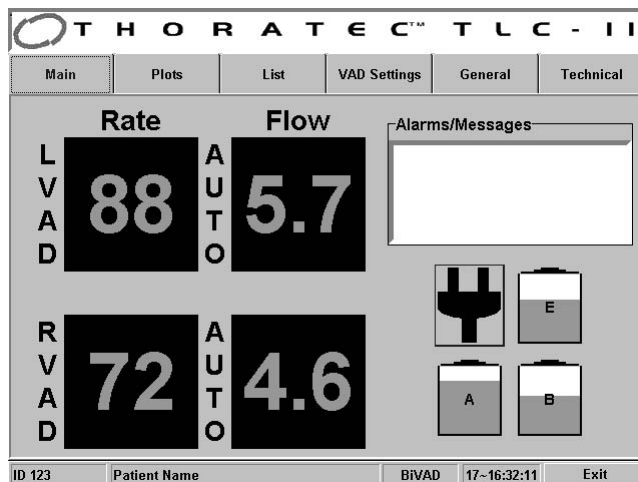 THORATEC™ TLC-II
Main Plots List VAD Settings General Technical
Rate Flow Alarms/Messages
LVAD 88 AUTO 5.7
E
RVAD 72 AUTO 4.6
A B
ID 123 Patient Name BiVAD 17~16:32:11 Exit